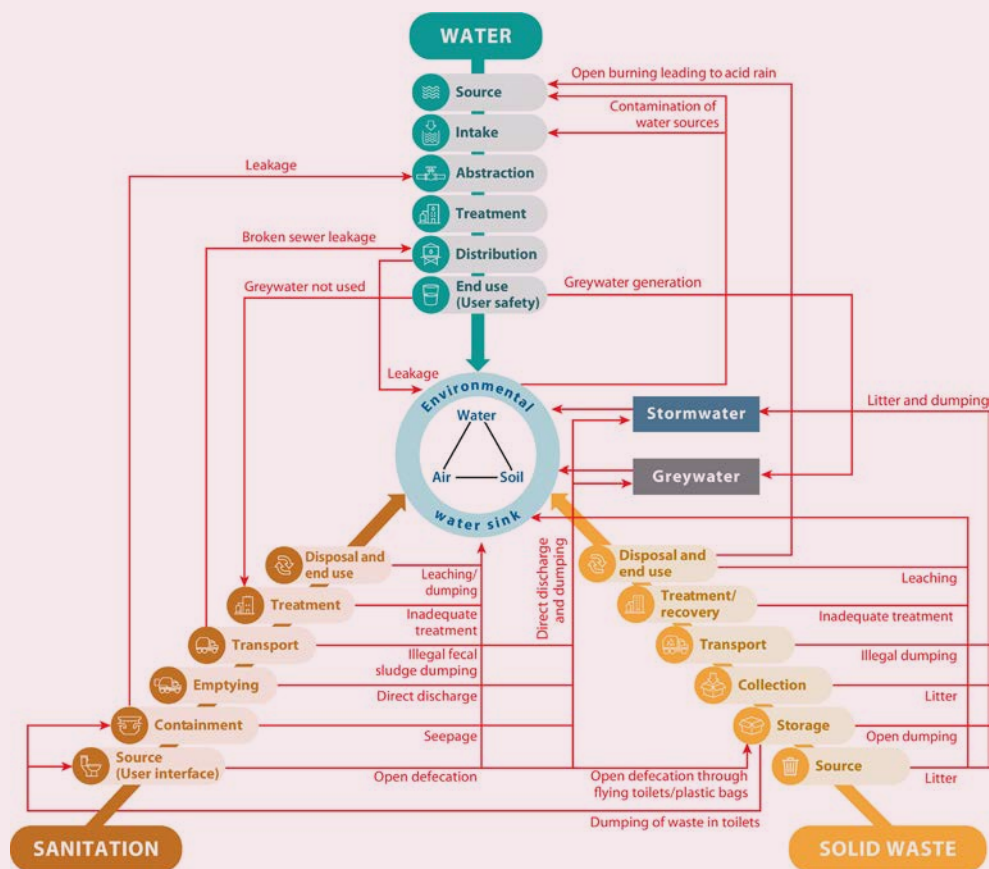 WATER
Open burning leading to acid rain
Source
Contamination of
water sources
Intake
Leakage
Abstraction
Treatment
Broken sewer leakage
Distribution
Greywater not used
End use
(User safety)
Greywater generation
Leakage
Environmental
water sink
Water
Air
Soil
Stormwater
Litter and dumping
Greywater
Direct discharge
and dumping
Disposal and
end use
Leaching/
dumping
Treatment
Inadequate
treatment
Transport
Illegal fecal
sludge dumping
Emptying
Direct discharge
Containment
Seepage
Source
(User interface)
Open defecation
SANITATION
Disposal and
end use
Leaching
Treatment/
recovery
Inadequate treatment
Transport
Illegal dumping
Collection
Litter
Storage
Open dumping
Source
Litter
Open defecation through
flying toilets/plastic bags
Dumping of waste in toilets
SOLID WASTE